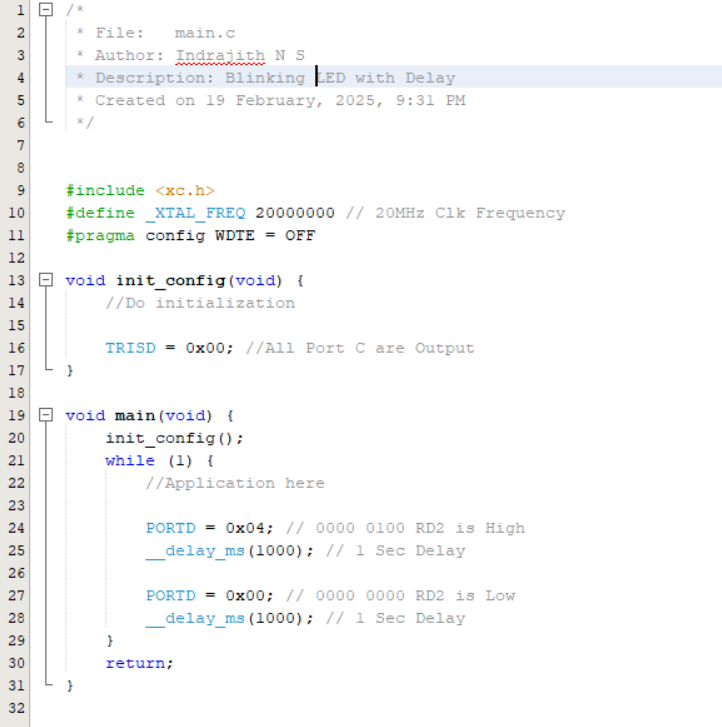 1 /*
2  * File:   main.c
3  * Author: Indrajith N S
4  * Description: Blinking LED with Delay
5  * Created on 19 February, 2025, 9:31 PM
6  */
7
8
9 #include <xc.h>
10 #define _XTAL_FREQ 20000000 // 20MHz Clk Frequency
11 #pragma config WDTE = OFF
12
13 void init_config(void) {
14     //Do initialization
15
16     TRISD = 0x00; //All Port C are Output
17 }
18
19 void main(void) {
20     init_config();
21     while (1) {
22         //Application here
23
24         PORTD = 0x04; // 0000 0100 RD2 is High
25         __delay_ms(1000); // 1 Sec Delay
26
27         PORTD = 0x00; // 0000 0000 RD2 is Low
28         __delay_ms(1000); // 1 Sec Delay
29     }
30     return;
31 }
32